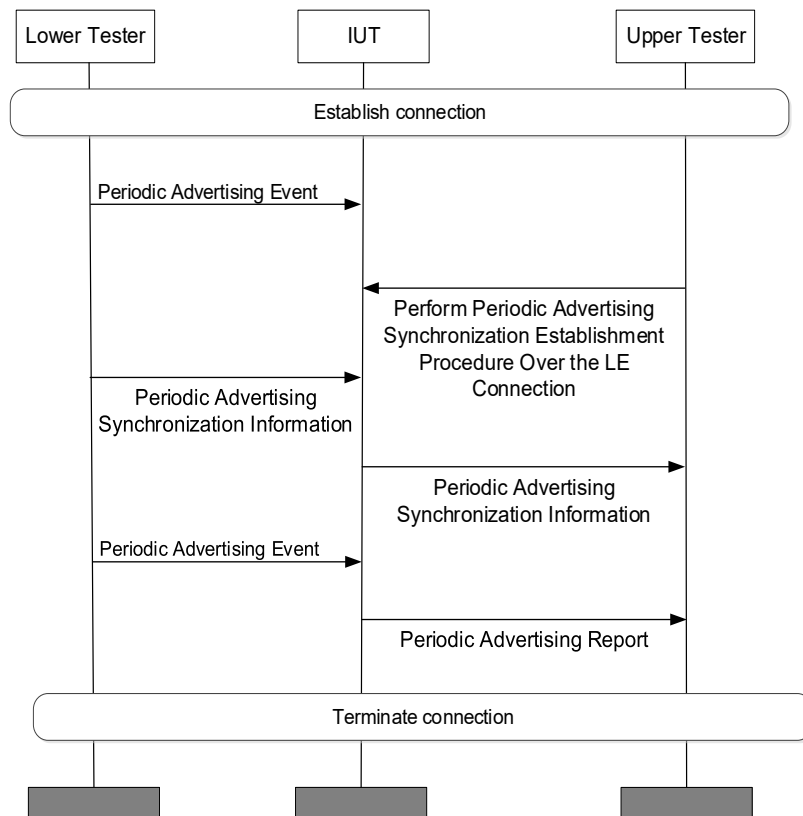 Lower Tester
IUT
Upper Tester
Establish connection
Periodic Advertising Event
Perform Periodic Advertising
Synchronization Establishment
Procedure Over the LE
Connection
Periodic Advertising
Synchronization Information
Periodic Advertising
Synchronization Information
Periodic Advertising Event
Periodic Advertising Report
Terminate connection